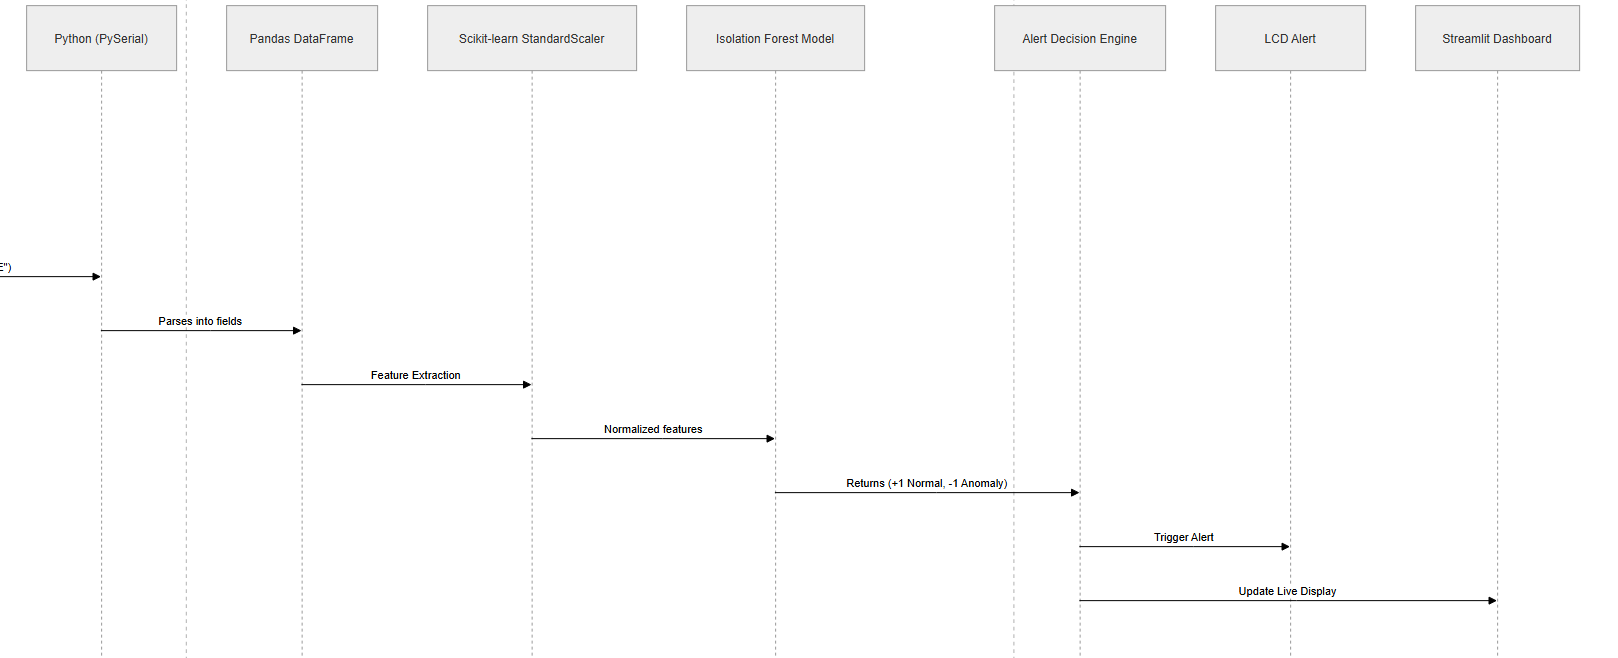 Python (PySerial)
Pandas DataFrame
Scikit-learn StandardScaler
Isolation Forest Model
Alert Decision Engine
LCD Alert
Streamlit Dashboard
")
Parses into fields
Feature Extraction
Normalized features
Returns (+1 Normal, -1 Anomaly)
Trigger Alert
Update Live Display